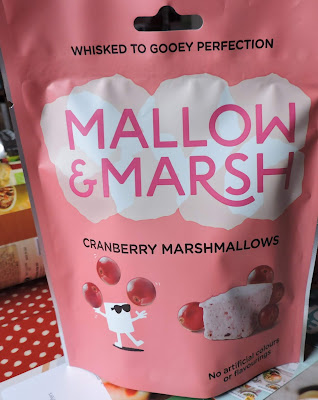 WHISKED TO GOOEY PERFECTION
MALLOW
& MARSH
CRANBERRY MARSHMALLOWS
No artificial colours
or flavourings